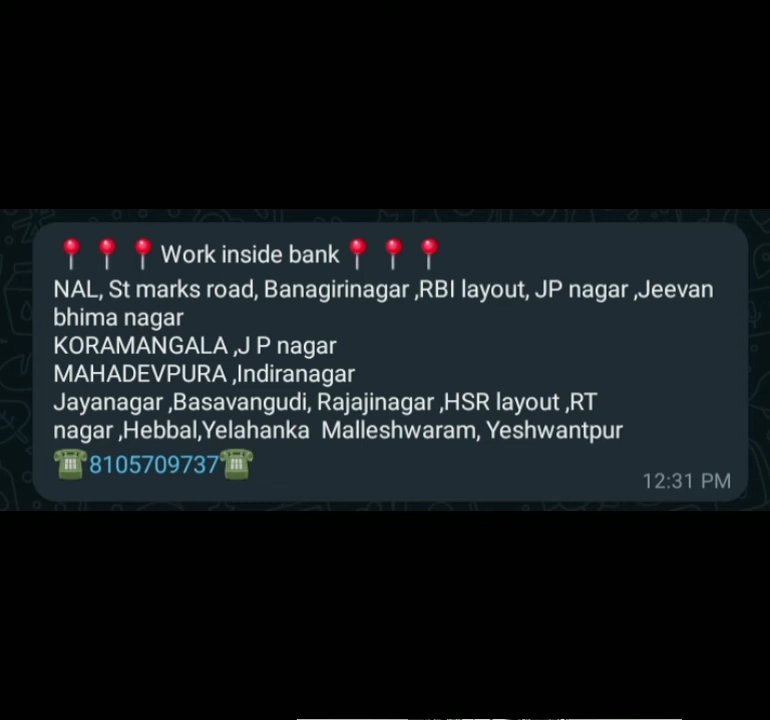 📍 📍 📍 Work inside bank 📍 📍 📍
NAL, St marks road, Banagirinagar ,RBI layout, JP nagar ,Jeevan
bhima nagar
KORAMANGALA ,J P nagar
MAHADEVPURA ,Indiranagar
Jayanagar ,Basavangudi, Rajajinagar ,HSR layout ,RT
nagar ,Hebbal,Yelahanka  Malleshwaram, Yeshwantpur
☎️8105709737☎️
12:31 PM